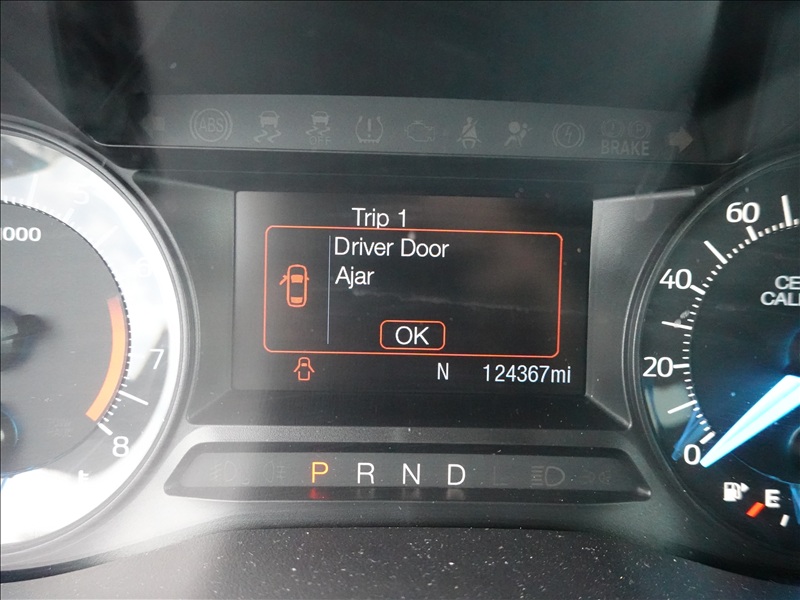 ABS
OFF
BRAKE
Trip 1
Driver Door
Ajar
OK
N 124367mi
P R N D L
5
6
7
8
60
40
20
0
E